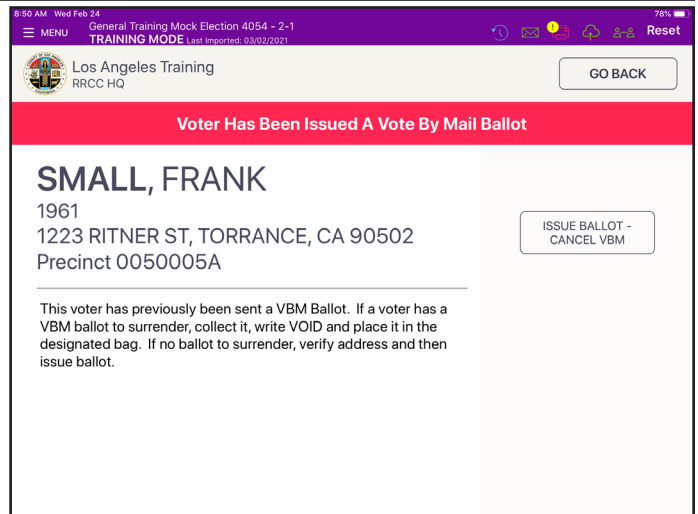 8:50 AM Wed Feb 24
78%
MENU
General Training Mock Election 4054 - 2-1
TRAINING MODE Last Imported: 03/02/2021
Reset
Los Angeles Training
RRCC HQ
GO BACK
Voter Has Been Issued A Vote By Mail Ballot
SMALL, FRANK
1961
1223 RITNER ST, TORRANCE, CA 90502
Precinct 0050005A
ISSUE BALLOT -
CANCEL VBM
This voter has previously been sent a VBM Ballot. If a voter has a
VBM ballot to surrender, collect it, write VOID and place it in the
designated bag. If no ballot to surrender, verify address and then
issue ballot.